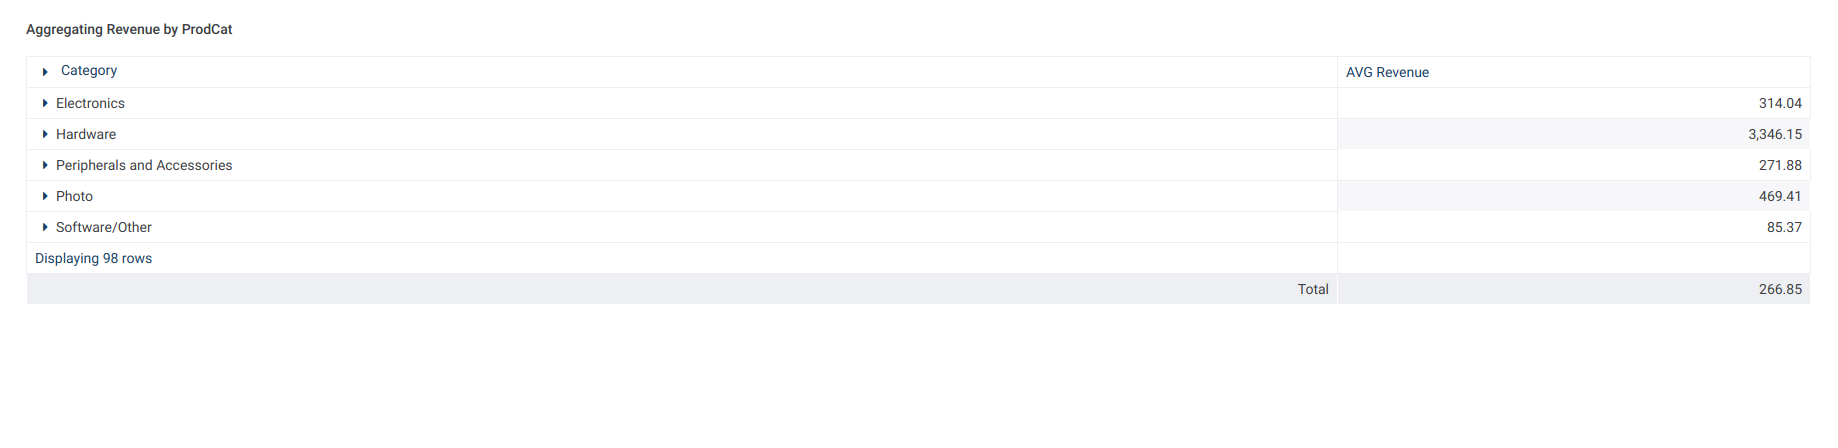 Aggregating Revenue by ProdCat
Category AVG Revenue
Electronics 314.04
Hardware 3,346.15
Peripherals and Accessories 271.88
Photo 469.41
Software/Other 85.37
Displaying 98 rows
Total 266.85